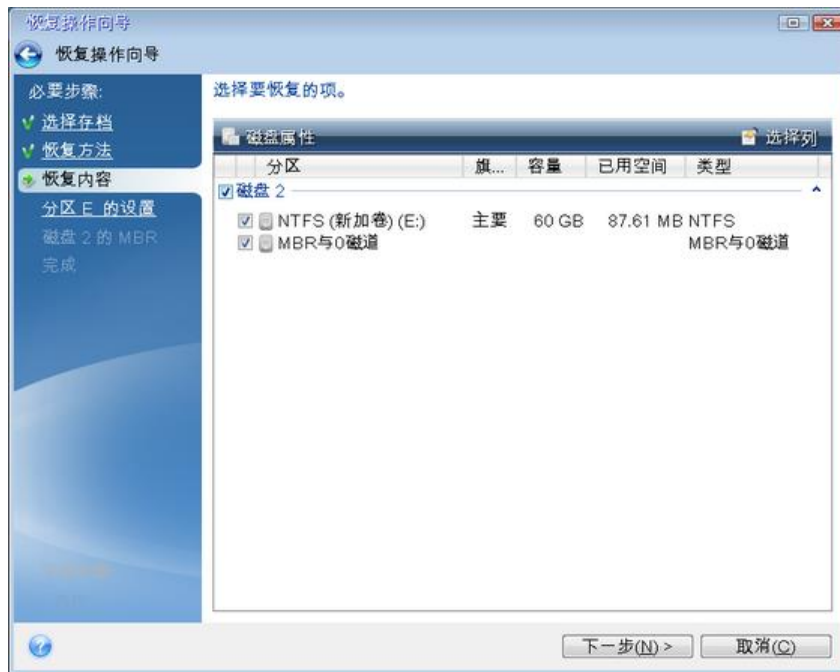 恢复操作向导
恢复操作向导
必要步骤:
选择存档
恢复方法
恢复内容
分区 E 的设置
磁盘 2 的 MBR
完成
选择要恢复的项。
磁盘属性 选择列
分区 旗... 容量 已用空间 类型
磁盘 2
NTFS (新加卷) (E:) 主要 60 GB 87.61 MB NTFS
MBR与0磁道 MBR与0磁道
下一步(N) > 取消(C)